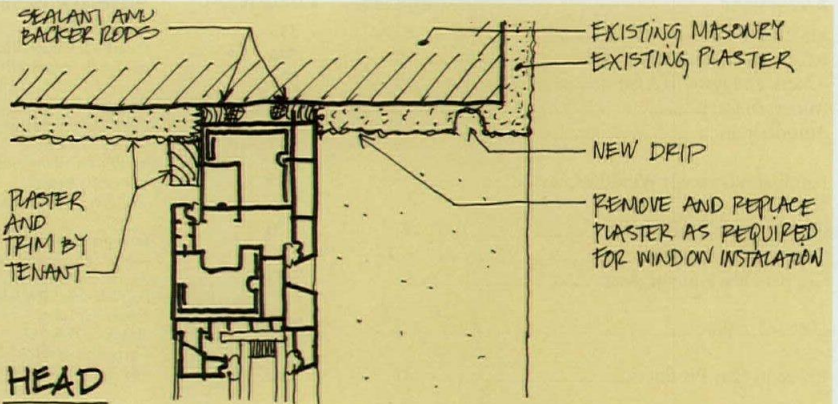 SEALANT AND
BACKER RODS
EXISTING MASONRY
EXISTING PLASTER
NEW DRIP
REMOVE AND REPLACE
PLASTER AS REQUIRED
FOR WINDOW INSTALATION
PLASTER
AND
TRIM BY
TENANT
HEAD